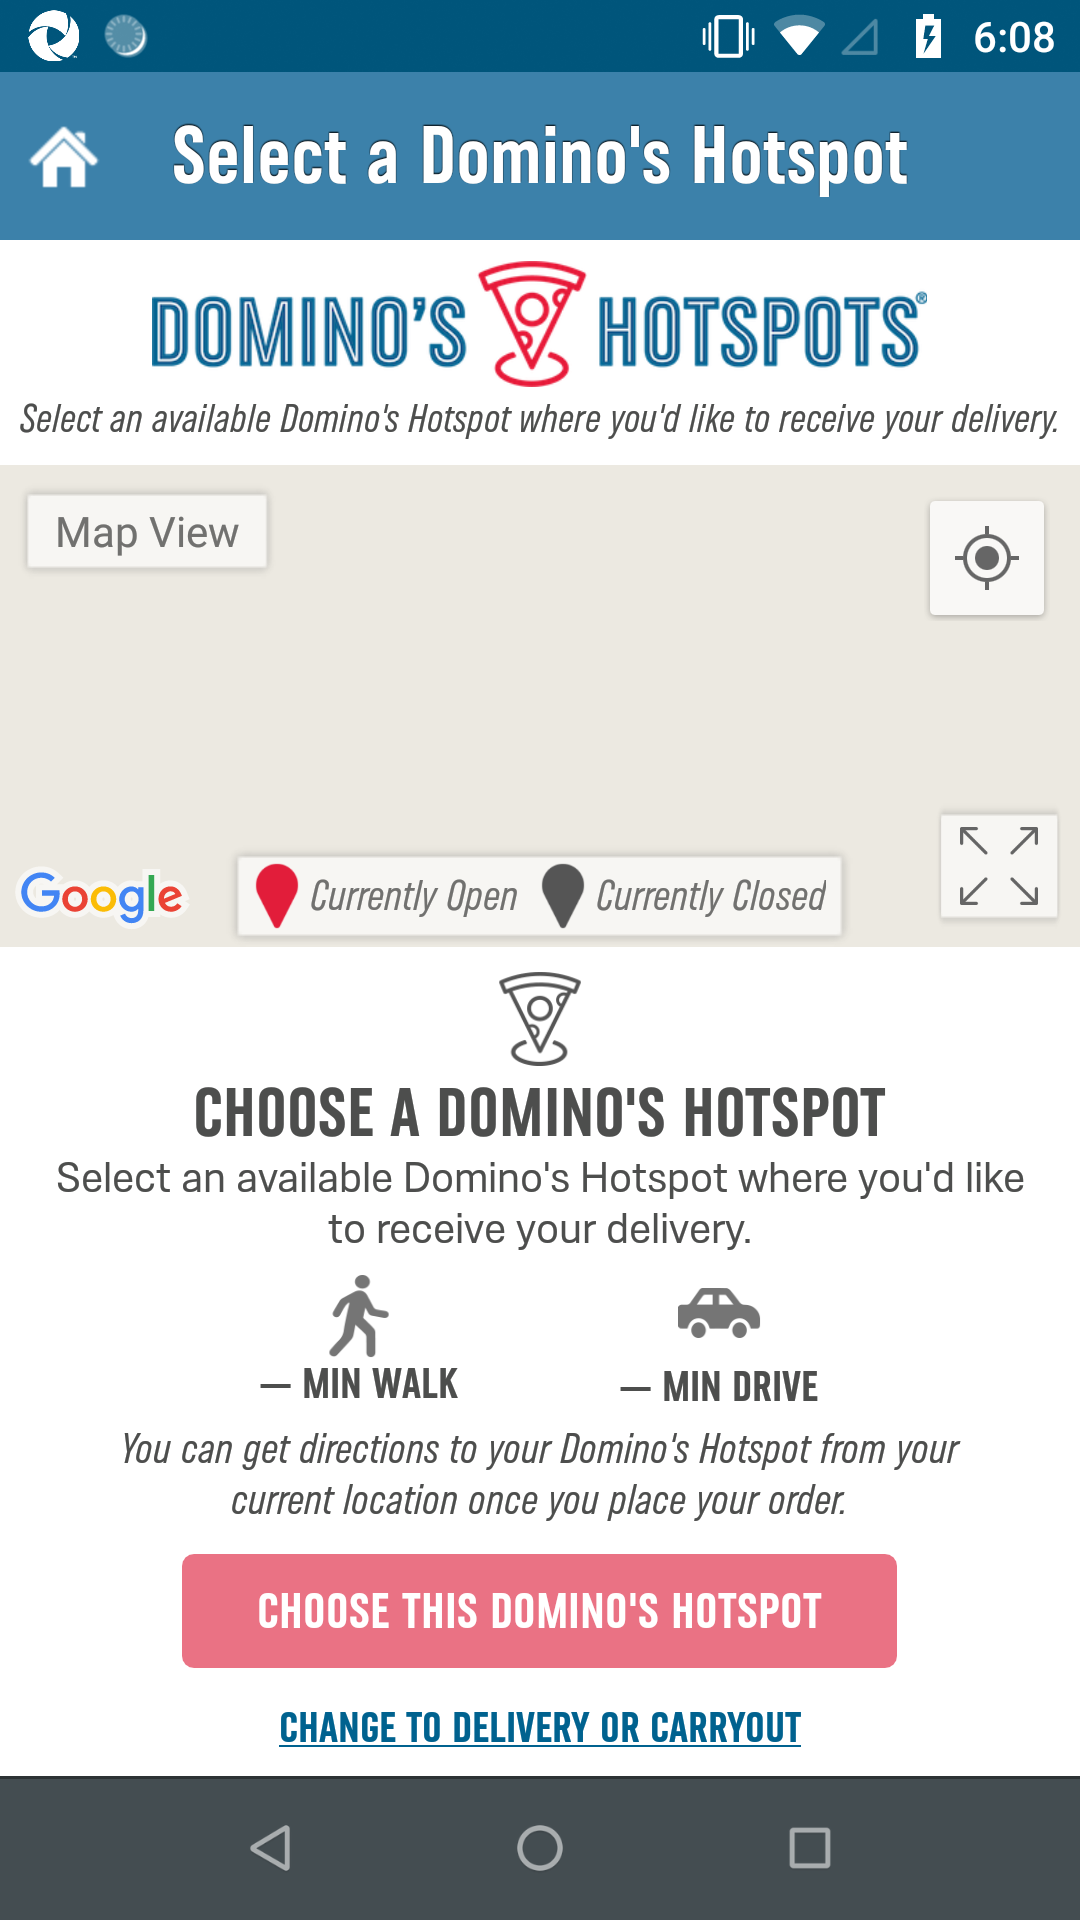 6:08
Select a Domino's Hotspot
DOMINO'S HOTSPOTS®
Select an available Domino's Hotspot where you'd like to receive your delivery.
Map View
Google
Currently Open
Currently Closed
CHOOSE A DOMINO'S HOTSPOT
Select an available Domino's Hotspot where you'd like
to receive your delivery.
— MIN WALK
— MIN DRIVE
You can get directions to your Domino's Hotspot from your
current location once you place your order.
CHOOSE THIS DOMINO'S HOTSPOT
CHANGE TO DELIVERY OR CARRYOUT